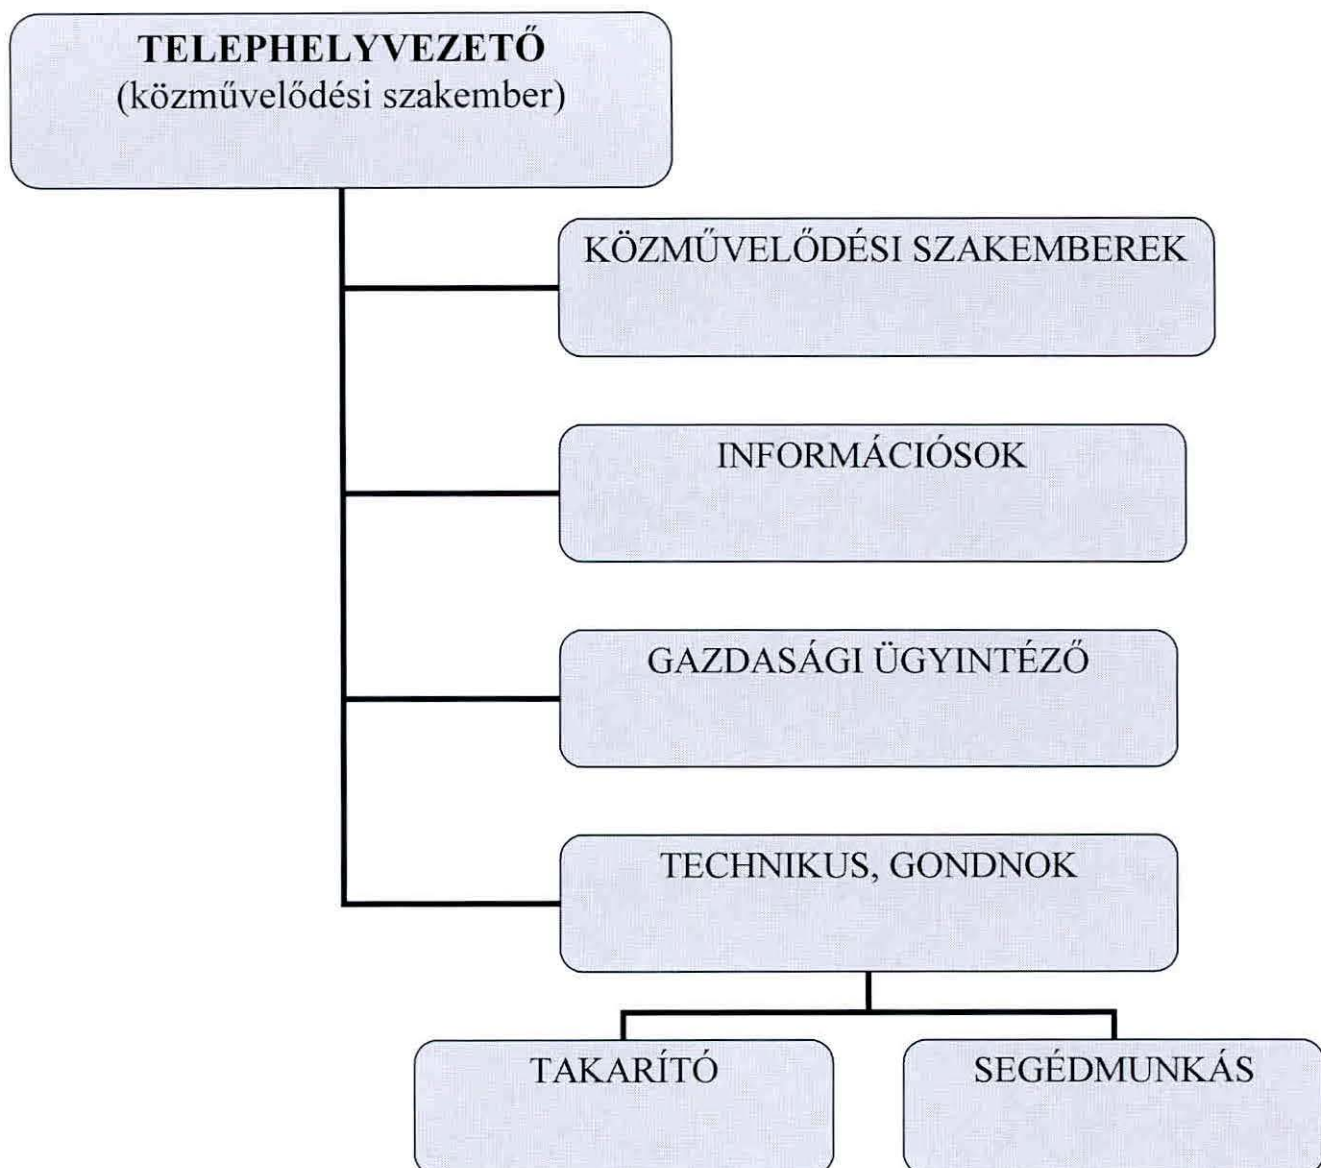 TELEPHELYVEZETŐ
(közművelődési szakember)
KÖZMŰVELŐDÉSI SZAKEMBEREK
INFORMÁCIÓSOK
GAZDASÁGI ÜGYINTÉZŐ
TECHNIKUS, GONDNOK
TAKARÍTÓ
SEGÉDMUNKÁS